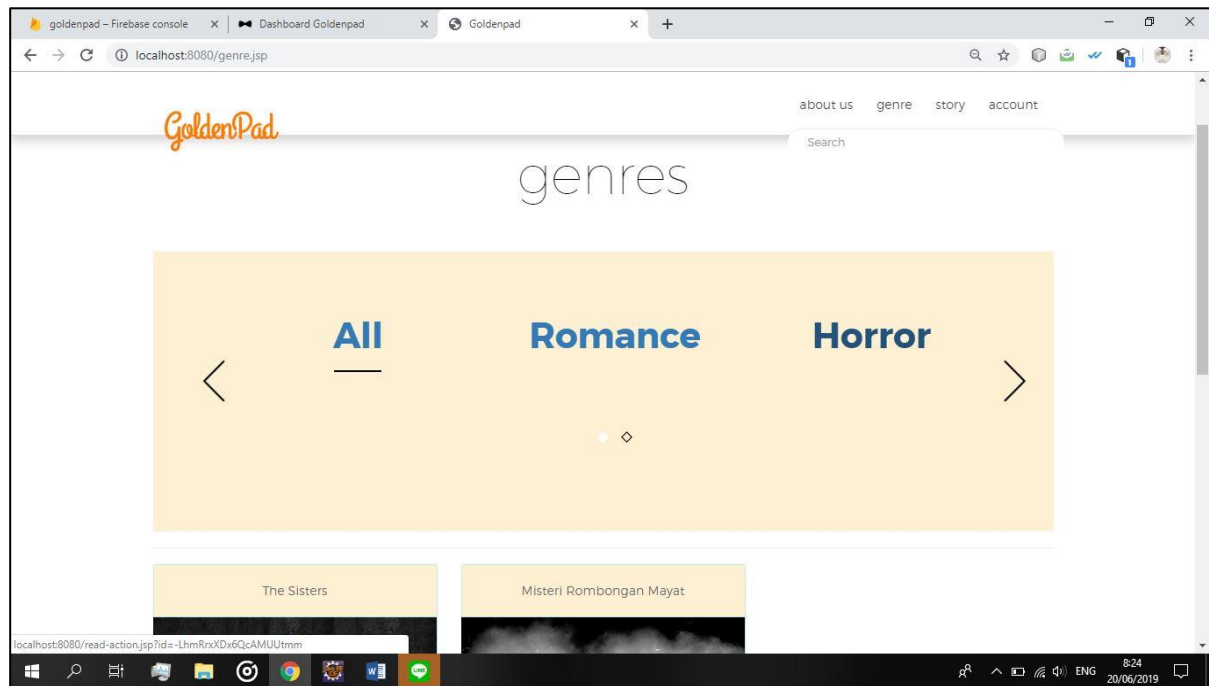 goldenpad – Firebase console
Dashboard Goldenpad
Goldenpad
localhost:8080/genre.jsp
GoldenPad
about us genre story account
Search
genres
All Romance Horror
The Sisters
Misteri Rombongan Mayat
localhost:8080/read-action.jsp?id=-LhmRrxXDx6QcAMUUtmm
ENG
8:24
20/06/2019